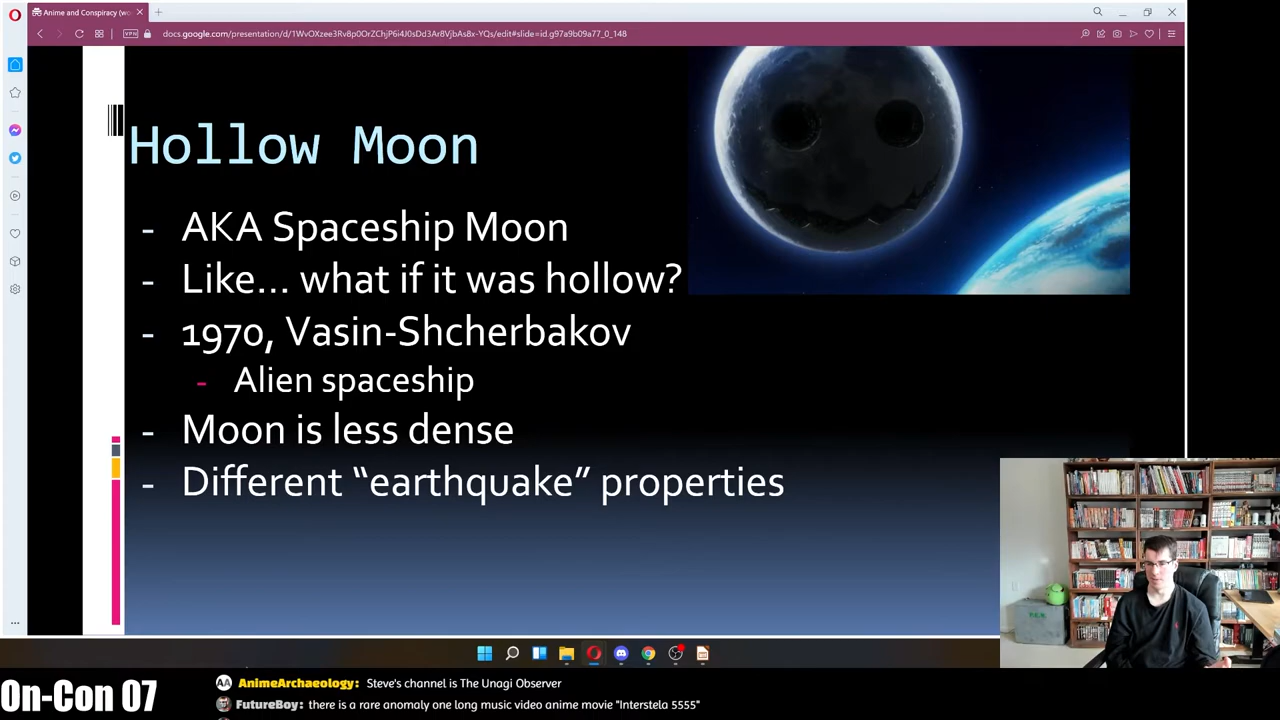 Anime and Conspiracy (wo
VPN
docs.google.com/presentation/d/1WvOXzee3Rv8p0OrZChjP6i4J0sDd3Ar8VjbAs8x-YQs/edit#slide=id.g97a9b09a77_0_148
Hollow Moon
- AKA Spaceship Moon
- Like... what if it was hollow?
- 1970, Vasin-Shcherbakov
- Alien spaceship
- Moon is less dense
- Different “earthquake” properties
On-Con 07
AA AnimeArchaeology: Steve's channel is The Unagi Observer
FutureBoy: there is a rare anomaly one long music video anime movie "Interstela 5555"